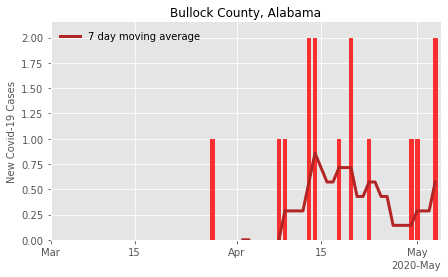 Bullock County, Alabama
7 day moving average
New Covid-19 Cases
2.00
1.75
1.50
1.25
1.00
0.75
0.50
0.25
0.00
Mar
15
Apr
15
May
2020-May